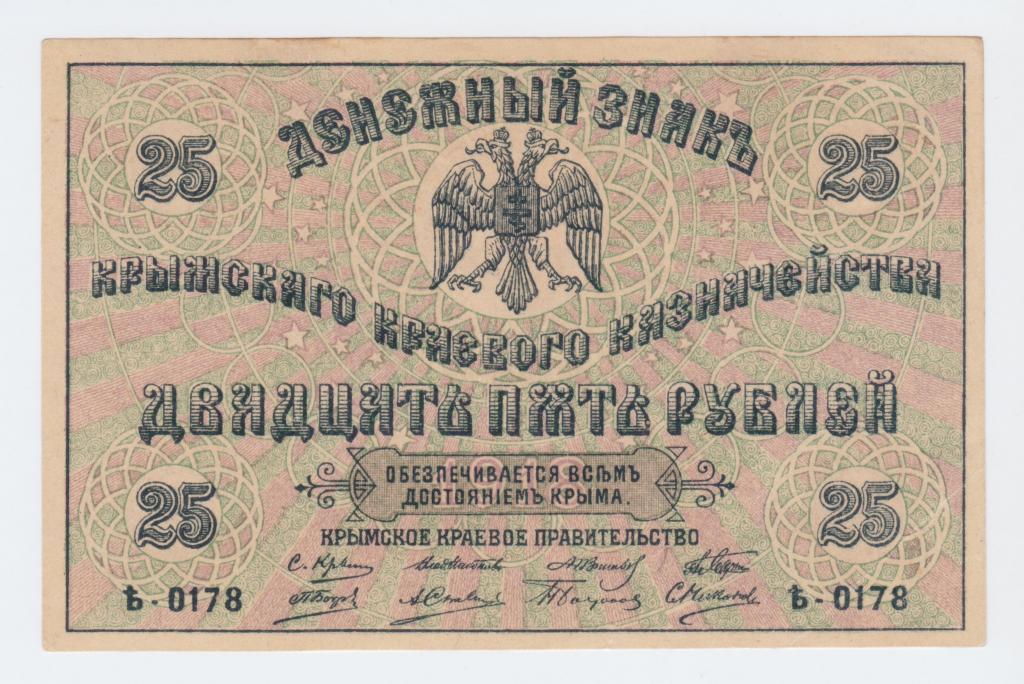 25 25
ДЕНЕЖНЫЙ ЗНАКЪ
КРЫМСКАГО КРАЕВОГО КАЗНАЧЕЙСТВА
ДВАДЦАТЬ ПЯТЬ РУБЛЕЙ
25 25
ОБЕЗПЕЧИВАЕТСЯ ВСѢМЪ
ДОСТОЯНІЕМЪ КРЫМА.
КРЫМСКОЕ КРАЕВОЕ ПРАВИТЕЛЬСТВО
С. Крым
Ѣ-0178 Ѣ-0178